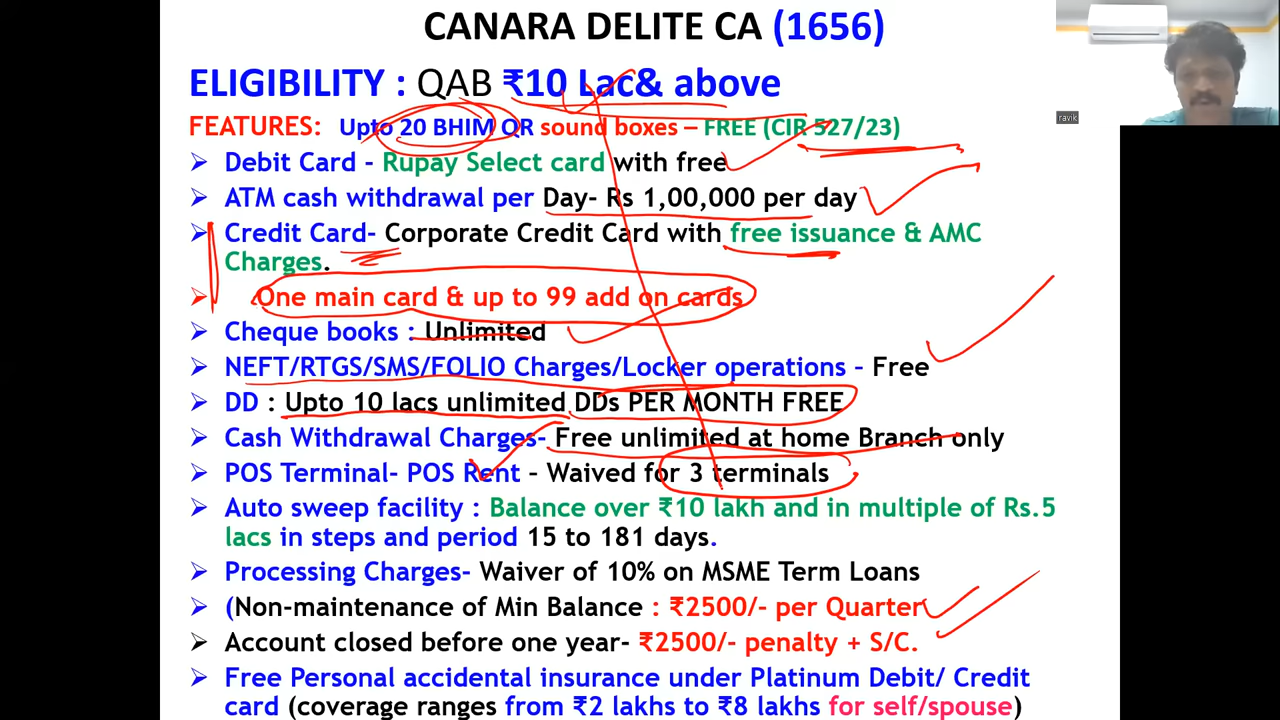 CANARA DELITE CA (1656)
ELIGIBILITY : QAB ₹10 Lac& above
FEATURES: Upto 20 BHIM QR sound boxes – FREE (CIR 527/23)
➢ Debit Card - Rupay Select card with free
➢ ATM cash withdrawal per Day- Rs 1,00,000 per day
➢ Credit Card- Corporate Credit Card with free issuance & AMC
Charges.
➢ One main card & up to 99 add on cards
➢ Cheque books : Unlimited
➢ NEFT/RTGS/SMS/FOLIO Charges/Locker operations - Free
➢ DD : Upto 10 lacs unlimited DDs PER MONTH FREE
➢ Cash Withdrawal Charges- Free unlimited at home Branch only
➢ POS Terminal- POS Rent - Waived for 3 terminals
➢ Auto sweep facility : Balance over ₹10 lakh and in multiple of Rs.5
lacs in steps and period 15 to 181 days.
➢ Processing Charges- Waiver of 10% on MSME Term Loans
➢ (Non-maintenance of Min Balance : ₹2500/- per Quarter
➢ Account closed before one year- ₹2500/- penalty + S/C.
➢ Free Personal accidental insurance under Platinum Debit/ Credit
card (coverage ranges from ₹2 lakhs to ₹8 lakhs for self/spouse)
ravik